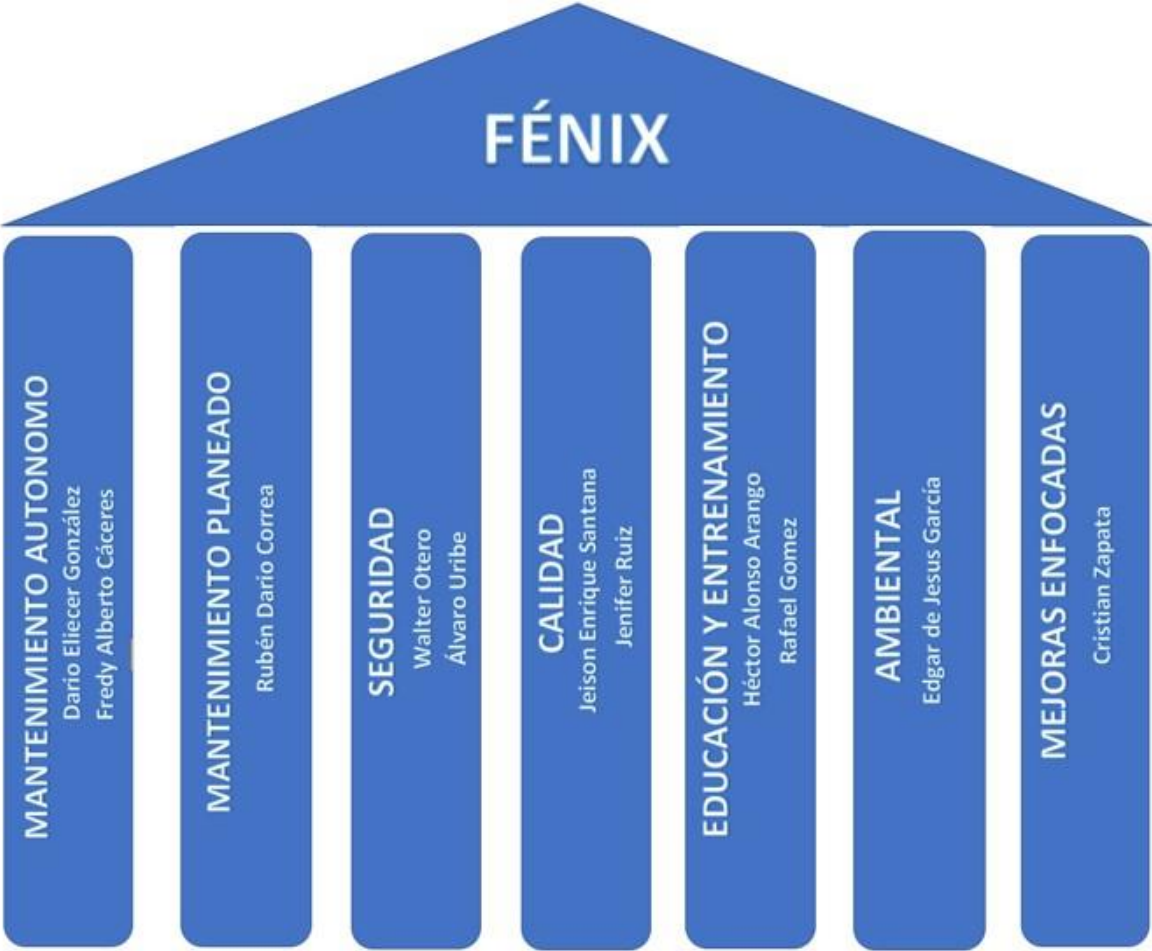 FÉNIX
MANTENIMIENTO AUTONOMO
Dario Eliecer González
Fredy Alberto Cáceres
MANTENIMIENTO PLANEADO
Rubén Dario Correa
SEGURIDAD
Walter Otero
Álvaro Uribe
CALIDAD
Jeison Enrique Santana
Jenifer Ruiz
EDUCACIÓN Y ENTRENAMIENTO
Héctor Alonso Arango
Rafael Gomez
AMBIENTAL
Edgar de Jesus García
MEJORAS ENFOCADAS
Cristian Zapata